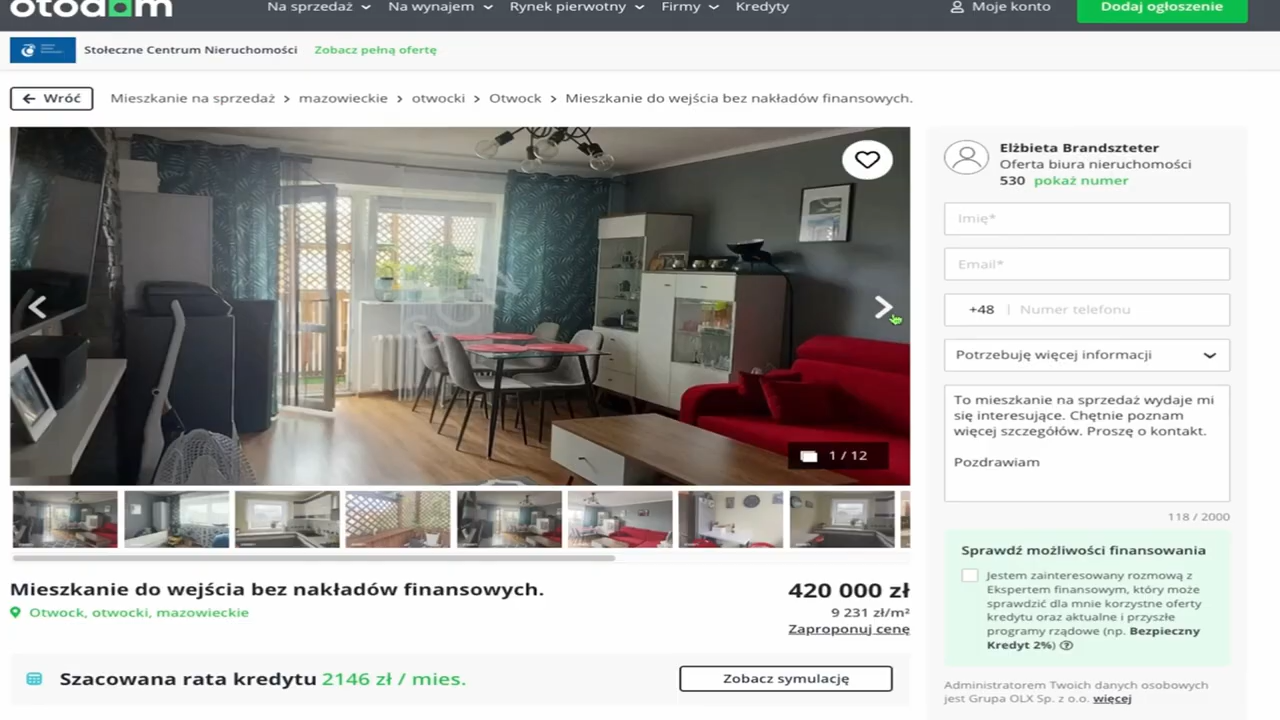 otodom
Na sprzedaż
Na wynajem
Rynek pierwotny
Firmy
Kredyty
Moje konto
Dodaj ogłoszenie
Stołeczne Centrum Nieruchomości
Zobacz pełną ofertę
Wróć
Mieszkanie na sprzedaż > mazowieckie > otwocki > Otwock > Mieszkanie do wejścia bez nakładów finansowych.
1 / 12
Mieszkanie do wejścia bez nakładów finansowych.
Otwock, otwocki, mazowieckie
420 000 zł
9 231 zł/m²
Zaproponuj cenę
Szacowana rata kredytu 2146 zł / mies.
Zobacz symulację
Elżbieta Brandszteter
Oferta biura nieruchomości
530 pokaż numer
Imię*
Email*
+48 | Numer telefonu
Potrzebuję więcej informacji
To mieszkanie na sprzedaż wydaje mi
się interesujące. Chętnie poznam
więcej szczegółów. Proszę o kontakt.
Pozdrawiam
118 / 2000
Sprawdź możliwości finansowania
Jestem zainteresowany rozmową z
Ekspertem finansowym, który może
sprawdzić dla mnie korzystne oferty
kredytu oraz aktualne i przyszłe
programy rządowe (np. Bezpieczny
Kredyt 2%)
Administratorem Twoich danych osobowych
jest Grupa OLX Sp. z o.o. więcej